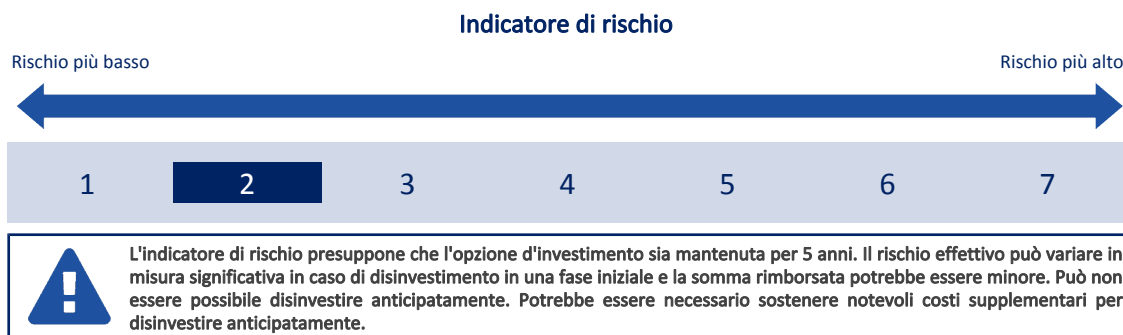 Indicatore di rischio
Rischio più basso
Rischio più alto
1 2 3 4 5 6 7
L'indicatore di rischio presuppone che l'opzione d'investimento sia mantenuta per 5 anni. Il rischio effettivo può variare in
misura significativa in caso di disinvestimento in una fase iniziale e la somma rimborsata potrebbe essere minore. Può non
essere possibile disinvestire anticipatamente. Potrebbe essere necessario sostenere notevoli costi supplementari per
disinvestire anticipatamente.